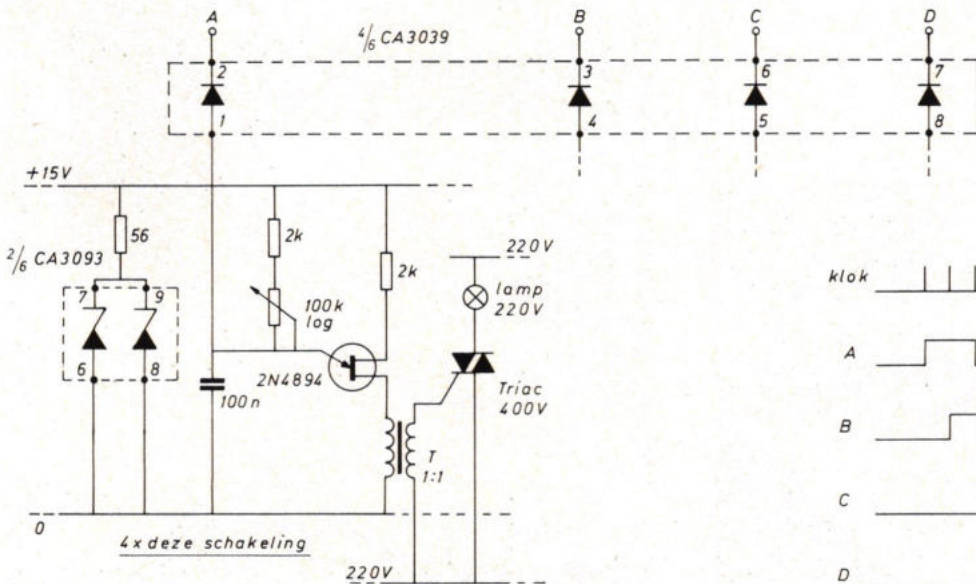 A
B
C
D
4/6 CA3039
2
3
6
7
1
4
5
8
+15V
56
2k
2k
220V
2/6 CA3093
klok
7
9
lamp
220V
100k
log
A
6
8
100n
2N4894
Triac
400V
B
T
1:1
C
0
4x deze schakeling
220V
D